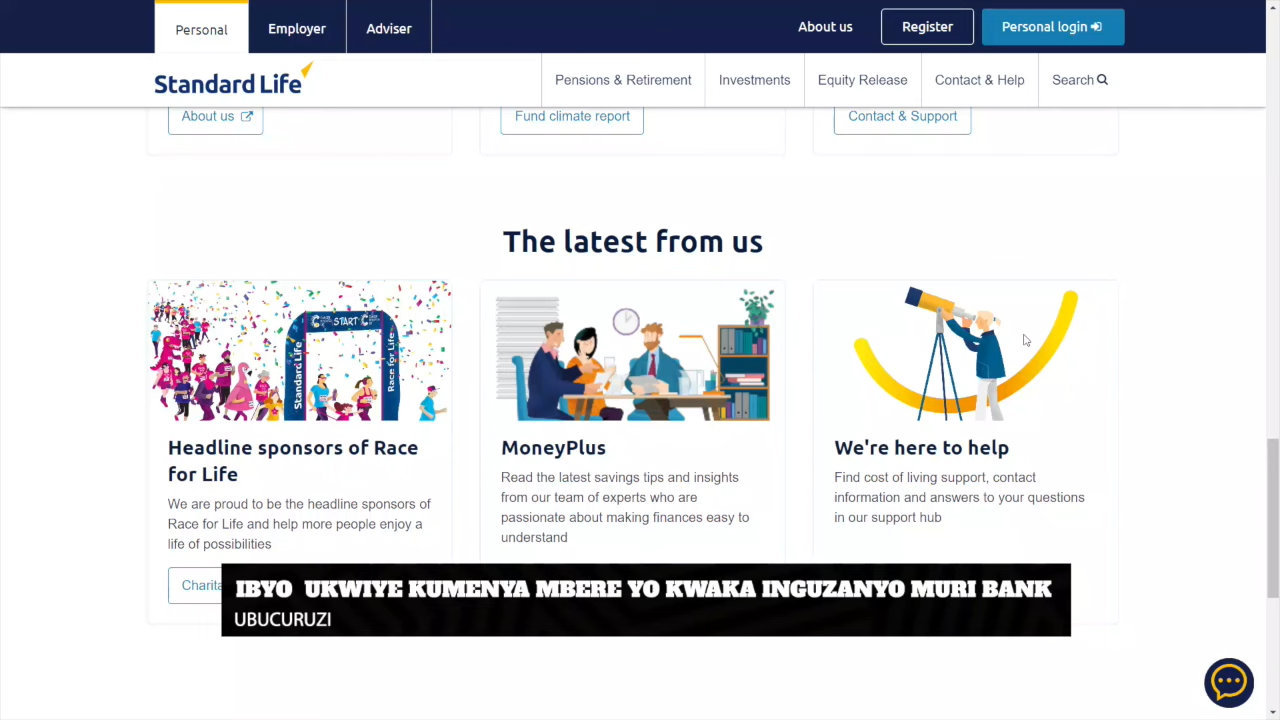 Personal
Employer
Adviser
About us
Register
Personal login
Standard Life
Pensions & Retirement
Investments
Equity Release
Contact & Help
Search
About us
Fund climate report
Contact & Support
The latest from us
START
Standard Life
Race for Life
Headline sponsors of Race
for Life
We are proud to be the headline sponsors of
Race for Life and help more people enjoy a
life of possibilities
MoneyPlus
Read the latest savings tips and insights
from our team of experts who are
passionate about making finances easy to
understand
We're here to help
Find cost of living support, contact
information and answers to your questions
in our support hub
IBYO UKWIYE KUMENYA MBERE YO KWAKA INGUZANYO MURI BANK
UBUCURUZI